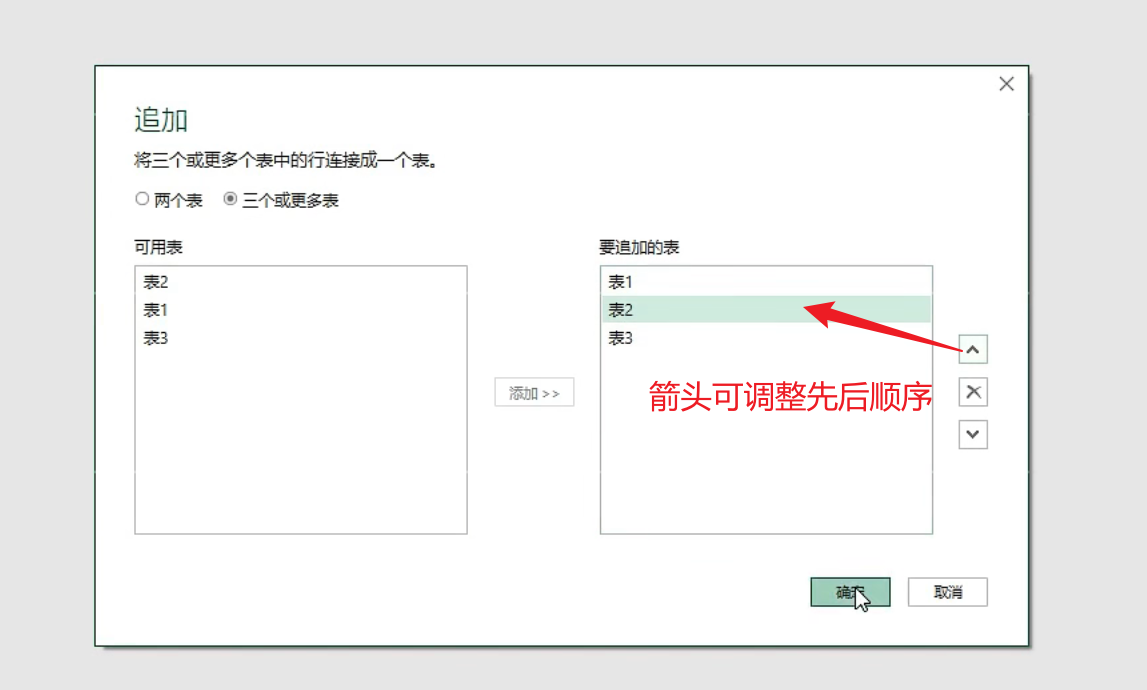 追加
将三个或更多个表中的行连接成一个表。
两个表 三个或更多表
可用表
表2
表1
表3
添加 >>
要追加的表
表1
表2
表3
箭头可调整先后顺序
确定
取消